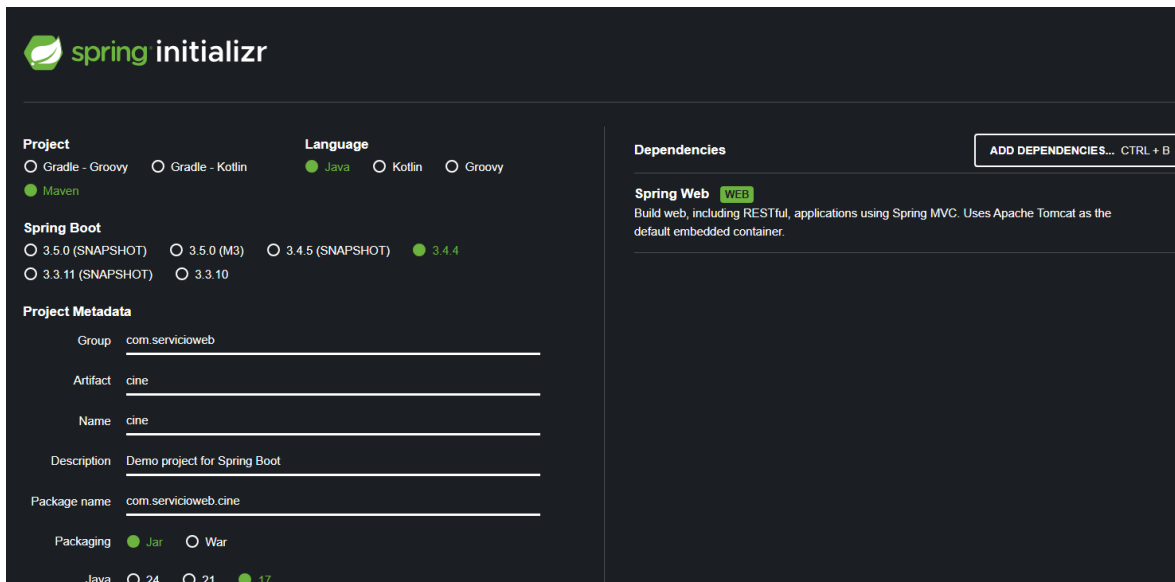 spring initializr
Project
Gradle - Groovy Gradle - Kotlin
Maven
Language
Java Kotlin Groovy
Spring Boot
3.5.0 (SNAPSHOT) 3.5.0 (M3) 3.4.5 (SNAPSHOT) 3.4.4
3.3.11 (SNAPSHOT) 3.3.10
Project Metadata
Group com.servicioweb
Artifact cine
Name cine
Description Demo project for Spring Boot
Package name com.servicioweb.cine
Packaging Jar War
Java 24 21 17
Dependencies
ADD DEPENDENCIES... CTRL + B
Spring Web WEB
Build web, including RESTful, applications using Spring MVC. Uses Apache Tomcat as the
default embedded container.